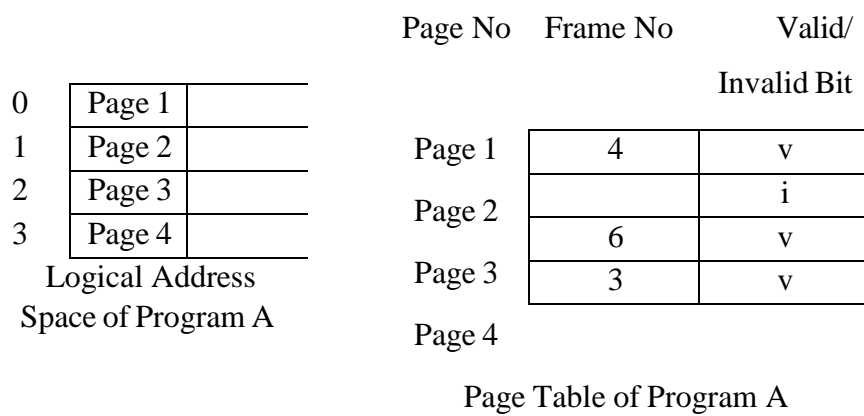 Page No Frame No Valid/
Invalid Bit
0 Page 1
1 Page 2
2 Page 3
3 Page 4
Logical Address
Space of Program A
Page 1 4 v
i
Page 2
6 v
Page 3 3 v
Page 4
Page Table of Program A